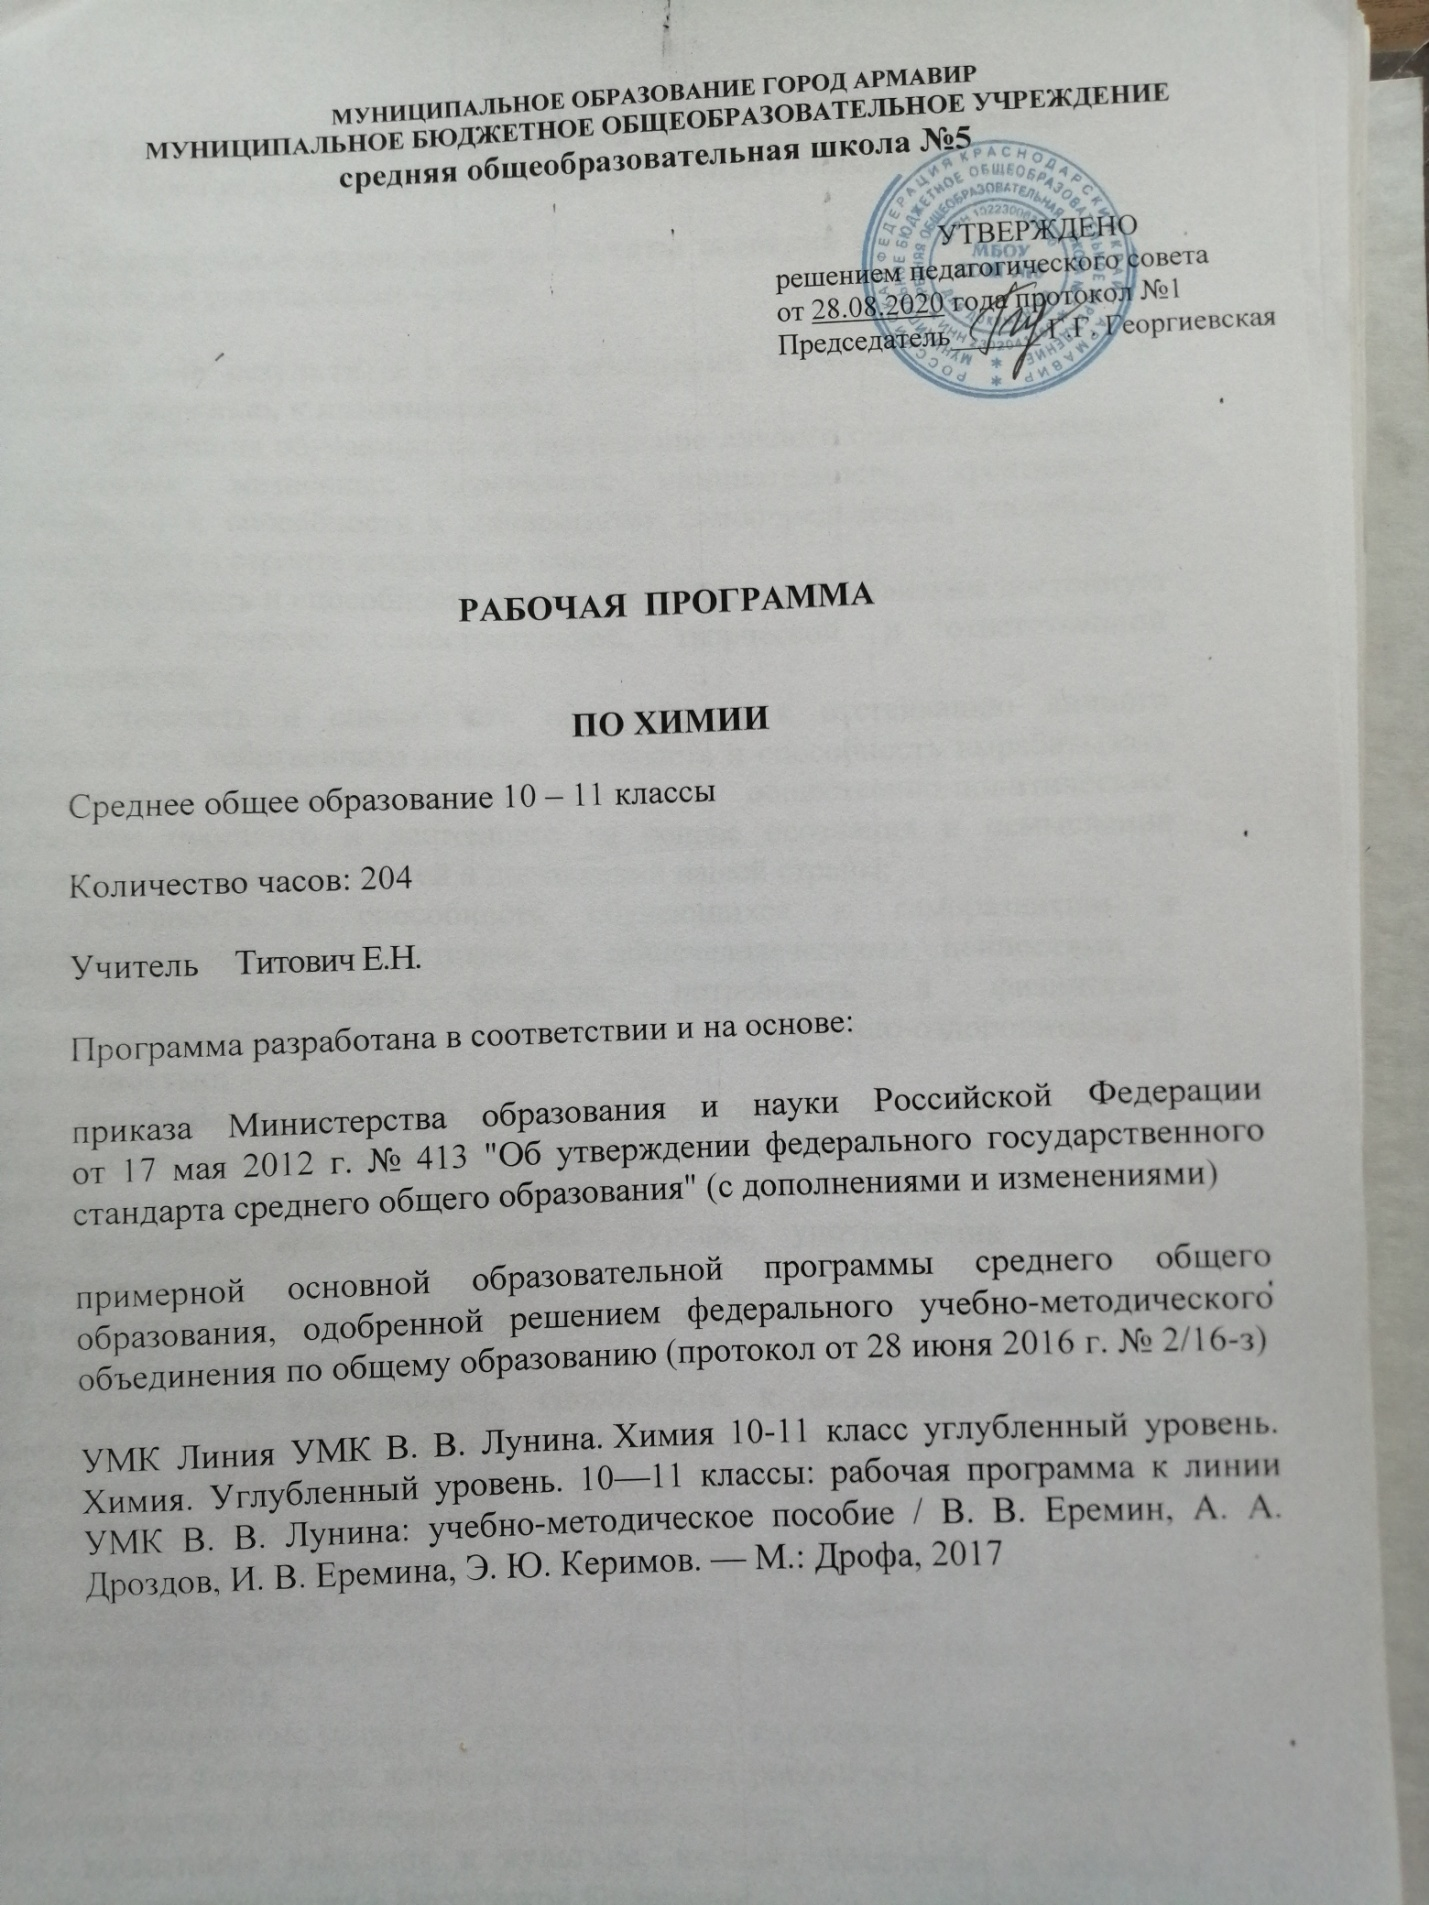 МУНИЦИПАЛЬНОЕ ОБРАЗОВАНИЕ ГОРОД АРМАВИР
МУНИЦИПАЛЬНОЕ БЮДЖЕТНОЕ ОБЩЕОБРАЗОВАТЕЛЬНОЕ УЧРЕЖДЕНИЕ
средняя общеобразовательная школа №5
УТВЕРЖДЕНО
решением педагогического совета
от 28.08.2020 года протокол №1
Председатель Г.Г. Георгиевская
МБОУ
РАБОЧАЯ ПРОГРАММА
ПО ХИМИИ
Среднее общее образование 10 – 11 классы
Количество часов: 204
Учитель Титович Е.Н.
Программа разработана в соответствии и на основе:
приказа Министерства образования и науки Российской Федерации
от 17 мая 2012 г. № 413 "Об утверждении федерального государственного
стандарта среднего общего образования" (с дополнениями и изменениями)
примерной основной образовательной программы среднего общего
образования, одобренной решением федерального учебно-методического
объединения по общему образованию (протокол от 28 июня 2016 г. № 2/16-з)
УМК Линия УМК В. В. Лунина. Химия 10-11 класс углубленный уровень.
Химия. Углубленный уровень. 10—11 классы: рабочая программа к линии
УМК В. В. Лунина: учебно-методическое пособие / В. В. Еремин, А. А.
Дроздов, И. В. Еремина, Э. Ю. Керимов. — М.: Дрофа, 2017